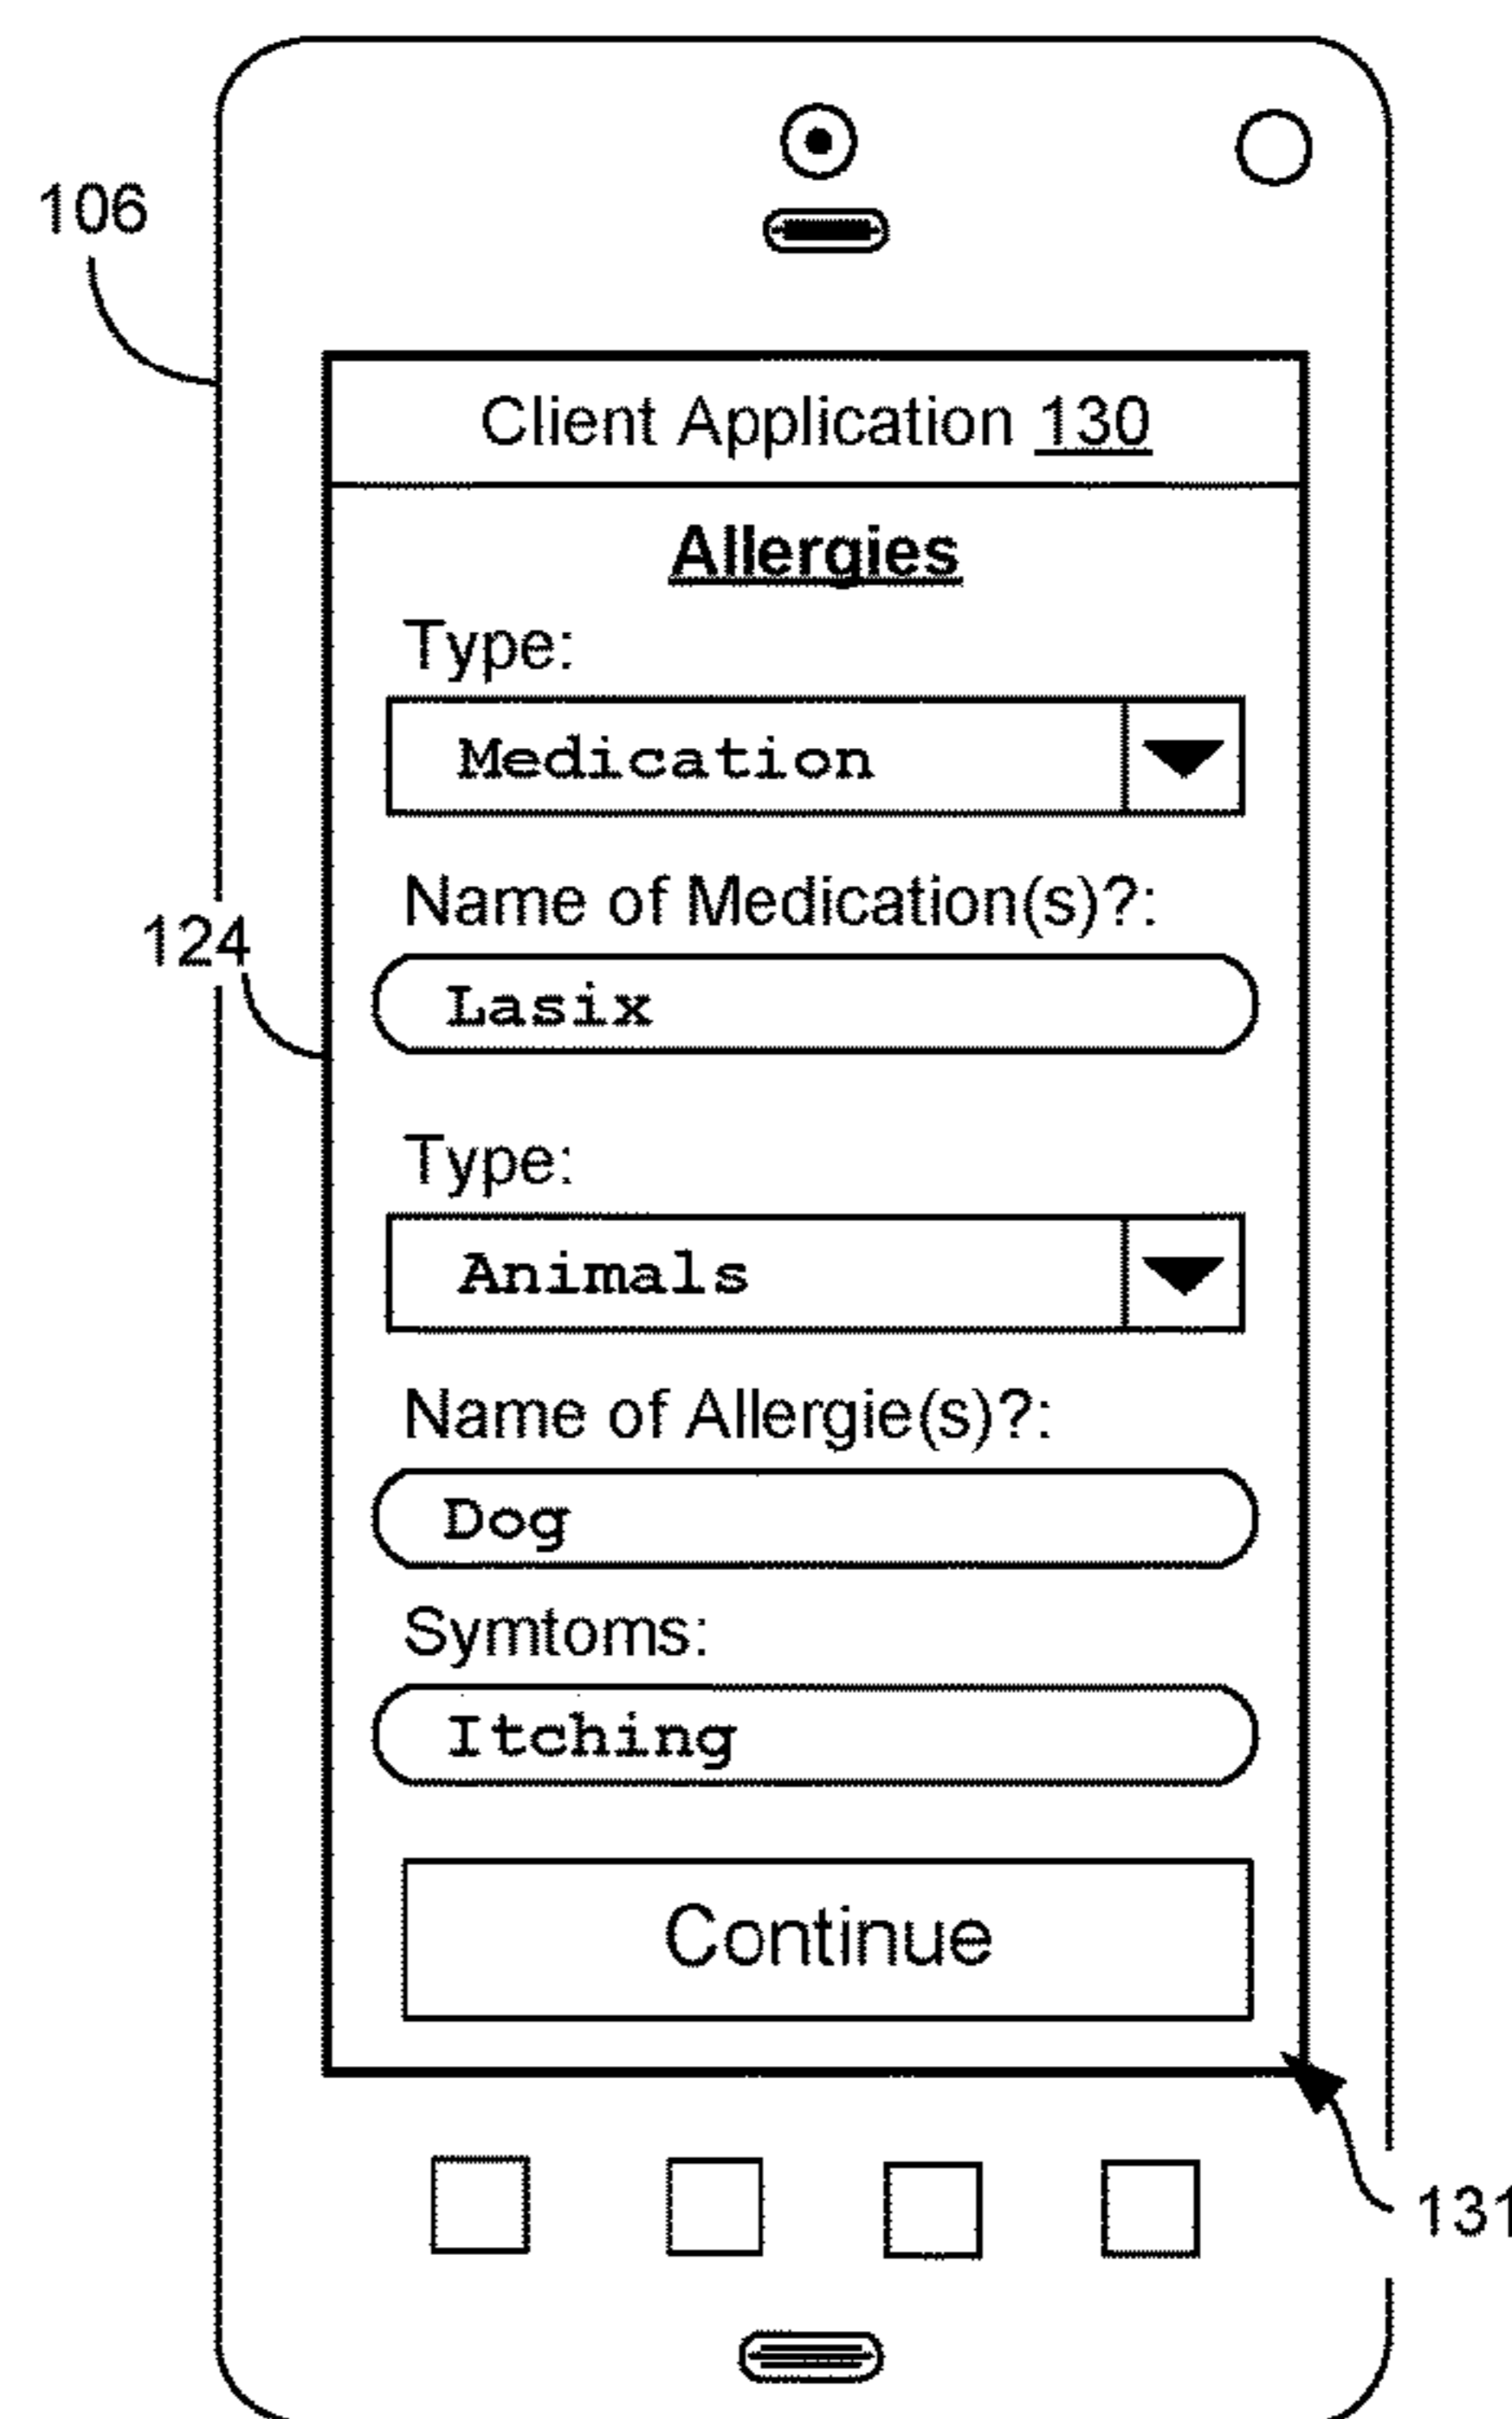 106
Client Application 130
Allergies
Type:
Medication
Name of Medication(s)?:
124
Lasix
Type:
Animals
Name of Allergie(s)?:
Dog
Symtoms:
Itching
Continue
131